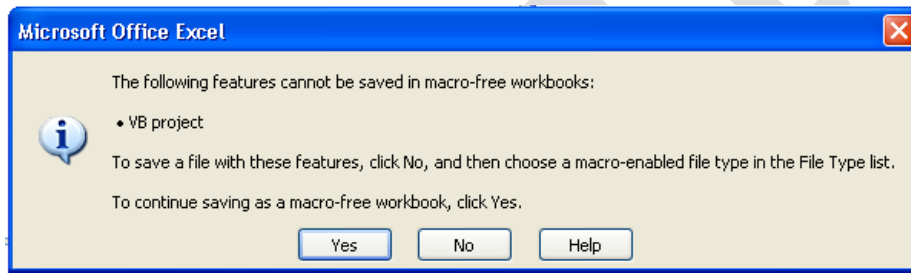 Microsoft Office Excel
The following features cannot be saved in macro-free workbooks:
• VB project
To save a file with these features, click No, and then choose a macro-enabled file type in the File Type list.
To continue saving as a macro-free workbook, click Yes.
Yes No Help